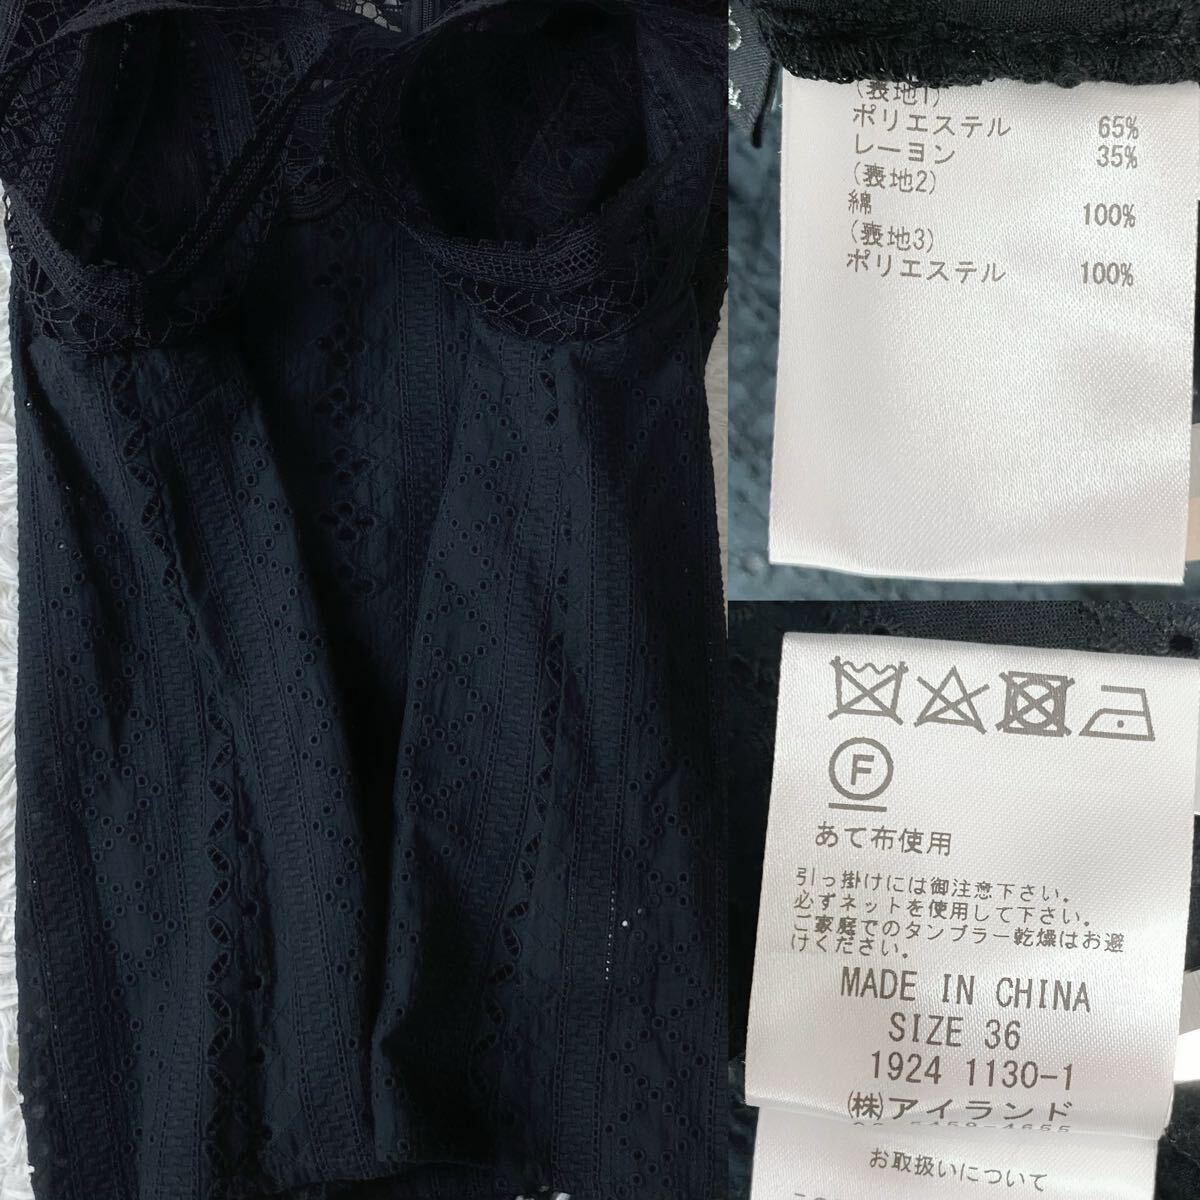 (表地1)
ポリエステル 65%
レーヨン 35%
(表地2)
綿 100%
(表地3)
ポリエステル 100%
F
あて布使用
引っ掛けには御注意下さい。
必ずネットを使用して下さい。
ご家庭でのタンブラー乾燥はお避
けください。
MADE IN CHINA
SIZE 36
1924 1130-1
(株)アイランド
お取扱いについて